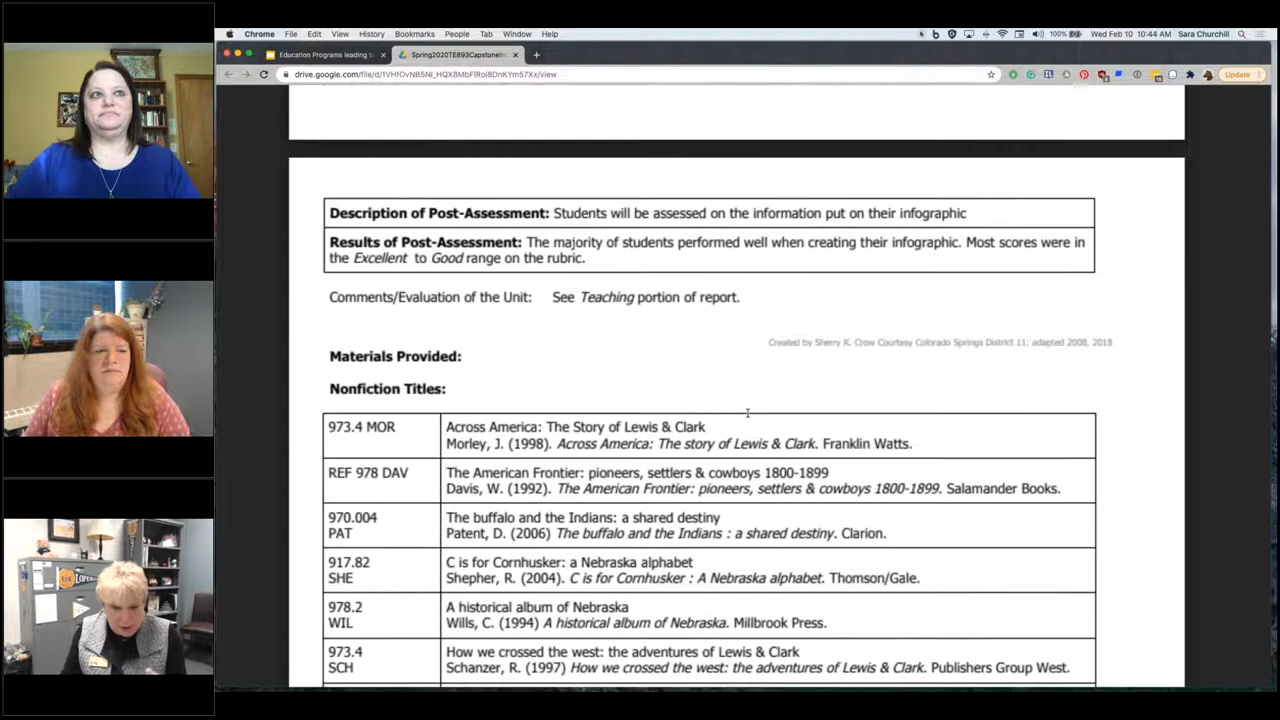 Chrome File Edit View History Bookmarks People Tab Window Help
100% Wed Feb 10 10:44 AM Sara Churchill
Education Programs leading to
Spring2020TE893CapstoneIn
Update
Description of Post-Assessment: Students will be assessed on the information put on their infographic
Results of Post-Assessment: The majority of students performed well when creating their infographic. Most scores were in
the Excellent to Good range on the rubric.
Comments/Evaluation of the Unit: See Teaching portion of report.
Created by Sherry R. Crow Courtesy Colorado Springs District 11; adapted 2008, 2018
Materials Provided:
Nonfiction Titles:
973.4 MOR
Across America: The Story of Lewis & Clark
Morley, J. (1998). Across America: The story of Lewis & Clark. Franklin Watts.
REF 978 DAV
The American Frontier: pioneers, settlers & cowboys 1800-1899
Davis, W. (1992). The American Frontier: pioneers, settlers & cowboys 1800-1899. Salamander Books.
970.004
PAT
The buffalo and the Indians: a shared destiny
Patent, D. (2006) The buffalo and the Indians : a shared destiny. Clarion.
917.82
SHE
C is for Cornhusker: a Nebraska alphabet
Shepher, R. (2004). C is for Cornhusker : A Nebraska alphabet. Thomson/Gale.
978.2
WIL
A historical album of Nebraska
Wills, C. (1994) A historical album of Nebraska. Millbrook Press.
973.4
SCH
How we crossed the west: the adventures of Lewis & Clark
Schanzer, R. (1997) How we crossed the west: the adventures of Lewis & Clark. Publishers Group West.